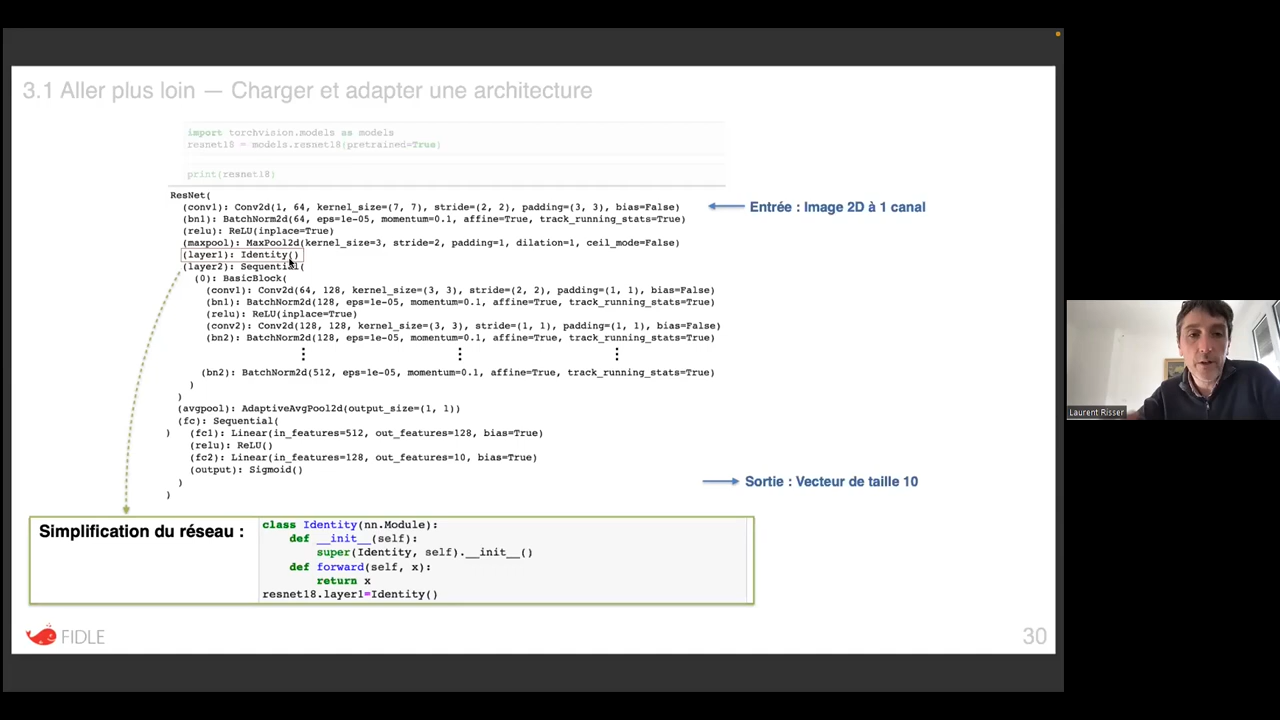 3.1 Aller plus loin — Charger et adapter une architecture
import torchvision.models as models
resnet18 = models.resnet18(pretrained=True)
print(resnet18)
ResNet(
(conv1): Conv2d(1, 64, kernel_size=(7, 7), stride=(2, 2), padding=(3, 3), bias=False)
Entrée : Image 2D à 1 canal
(bn1): BatchNorm2d(64, eps=1e-05, momentum=0.1, affine=True, track_running_stats=True)
(relu): ReLU(inplace=True)
(maxpool): MaxPool2d(kernel_size=3, stride=2, padding=1, dilation=1, ceil_mode=False)
(layer1): Identity()
(layer2): Sequential(
(0): BasicBlock(
(conv1): Conv2d(64, 128, kernel_size=(3, 3), stride=(2, 2), padding=(1, 1), bias=False)
(bn1): BatchNorm2d(128, eps=1e-05, momentum=0.1, affine=True, track_running_stats=True)
(relu): ReLU(inplace=True)
(conv2): Conv2d(128, 128, kernel_size=(3, 3), stride=(1, 1), padding=(1, 1), bias=False)
(bn2): BatchNorm2d(128, eps=1e-05, momentum=0.1, affine=True, track_running_stats=True)
⋮ ⋮ ⋮
(bn2): BatchNorm2d(512, eps=1e-05, momentum=0.1, affine=True, track_running_stats=True)
)
)
(avgpool): AdaptiveAvgPool2d(output_size=(1, 1))
(fc): Sequential(
) (fc1): Linear(in_features=512, out_features=128, bias=True)
(relu): ReLU()
(fc2): Linear(in_features=128, out_features=10, bias=True)
(output): Sigmoid()
)
Sortie : Vecteur de taille 10
)
Simplification du réseau :
class Identity(nn.Module):
def __init__(self):
super(Identity, self).__init__()
def forward(self, x):
return x
resnet18.layer1=Identity()
FIDLE
30
Laurent Risser